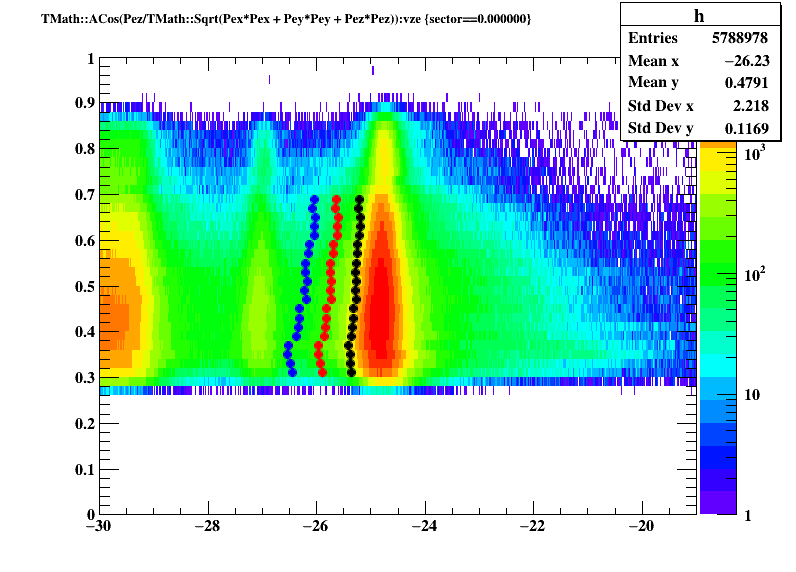 TMath::ACos(Pez/TMath::Sqrt(Pex*Pex + Pey*Pey + Pez*Pez)):vze {sector==0.000000}
h
Entries 5788978
Mean x −26.23
Mean y 0.4791
Std Dev x 2.218
Std Dev y 0.1169
1
0.9
0.8
0.7
0.6
0.5
0.4
0.3
0.2
0.1
0
−30 −28 −26 −24 −22 −20
10³
10²
10
1